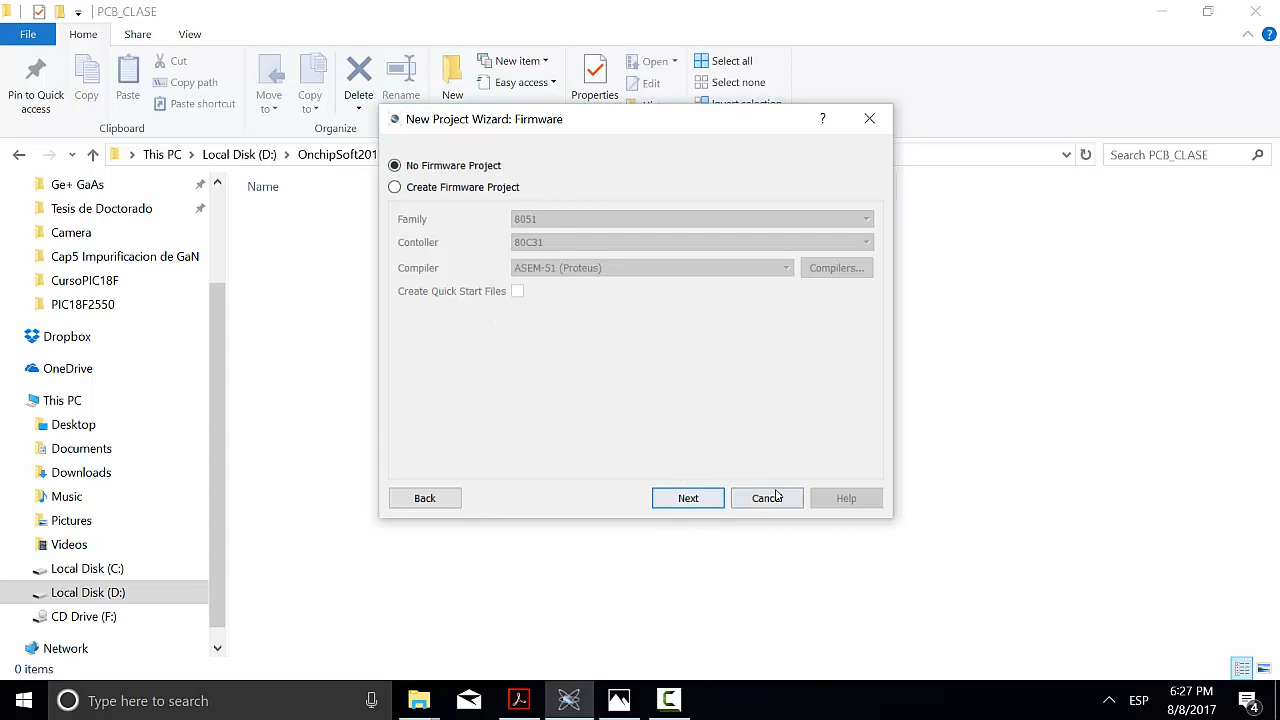 PCB_CLASE
File
Home
Share
View
Pin to Quick access
Copy
Paste
Cut
Copy path
Paste shortcut
Clipboard
Move to
Copy to
Delete
Rename
Organize
New
New item
Easy access
Properties
Open
Edit
Select all
Select none
Invert selection
This PC
Local Disk (D:)
OnchipSoft201
Search PCB_CLASE
Name
Ge+ GaAs
Tesis de Doctorado
Camera
Cap5 Impurificacion de GaN
CursoPIC18F
PIC18F2550
Dropbox
OneDrive
This PC
Desktop
Documents
Downloads
Music
Pictures
Videos
Local Disk (C:)
Local Disk (D:)
CD Drive (F:)
Network
0 items
New Project Wizard: Firmware
?
No Firmware Project
Create Firmware Project
Family
8051
Contoller
80C31
Compiler
ASEM-51 (Proteus)
Compilers...
Create Quick Start Files
Back
Next
Cancel
Help
Type here to search
ESP
6:27 PM
8/8/2017
4